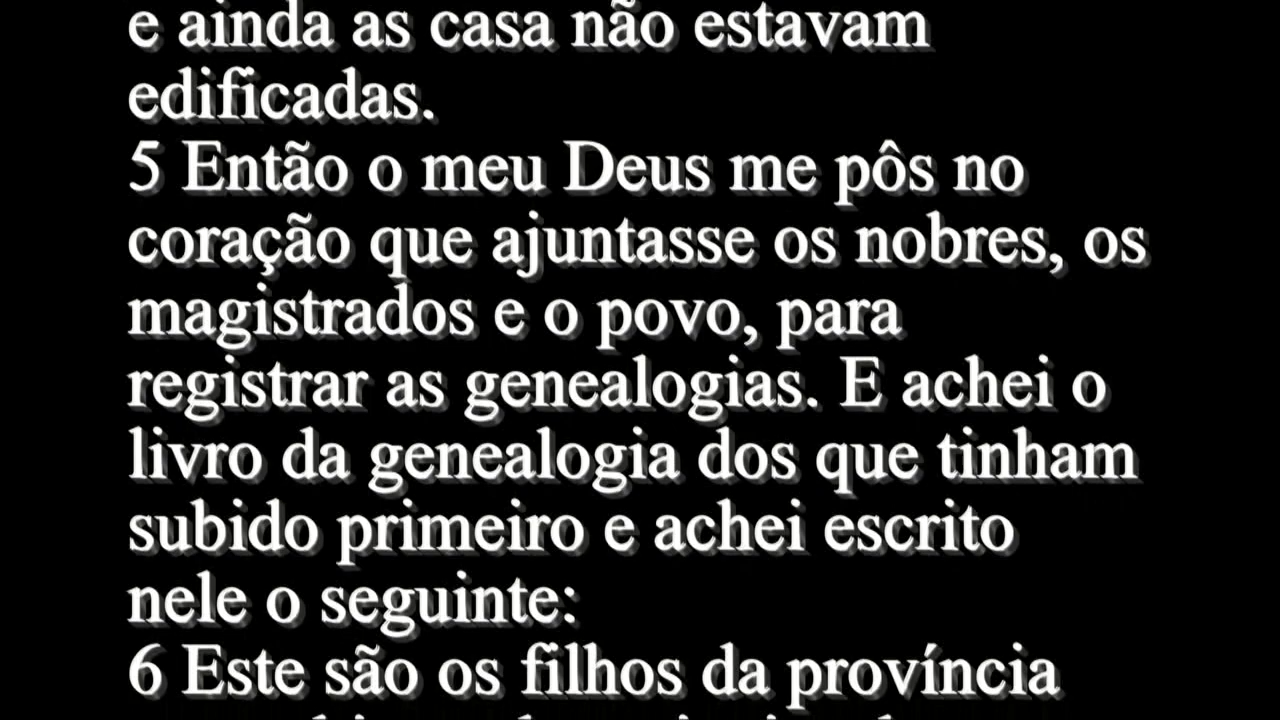 e ainda as casa não estavam
edificadas.
5 Então o meu Deus me pôs no
coração que ajuntasse os nobres, os
magistrados e o povo, para
registrar as genealogias. E achei o
livro da genealogia dos que tinham
subido primeiro e achei escrito
nele o seguinte:
6 Este são os filhos da província